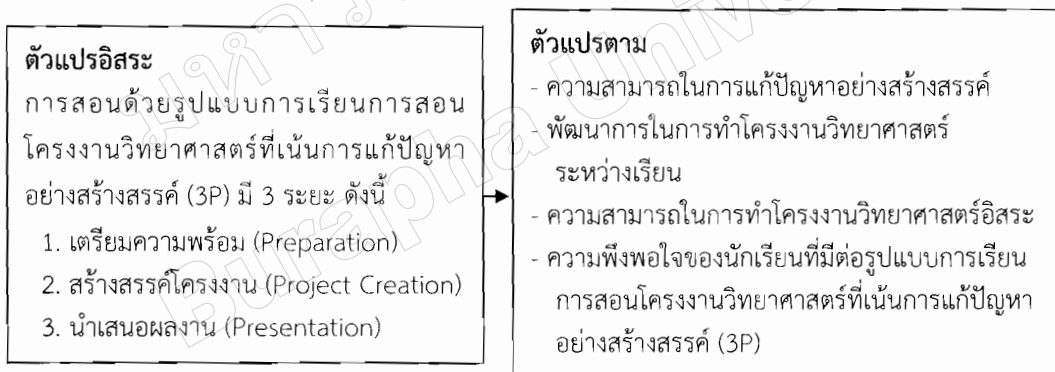 ตัวแปรอิสระ
การสอนด้วยรูปแบบการเรียนการสอน
โครงงานวิทยาศาสตร์ที่เน้นการแก้ปัญหา
อย่างสร้างสรรค์ (3P) มี 3 ระยะ ดังนี้
1. เตรียมความพร้อม (Preparation)
2. สร้างสรรค์โครงงาน (Project Creation)
3. นำเสนอผลงาน (Presentation)
ตัวแปรตาม
- ความสามารถในการแก้ปัญหาอย่างสร้างสรรค์
- พัฒนาการในการทำโครงงานวิทยาศาสตร์
ระหว่างเรียน
- ความสามารถในการทำโครงงานวิทยาศาสตร์อิสระ
- ความพึงพอใจของนักเรียนที่มีต่อรูปแบบการเรียน
การสอนโครงงานวิทยาศาสตร์ที่เน้นการแก้ปัญหา
อย่างสร้างสรรค์ (3P)
Burapha